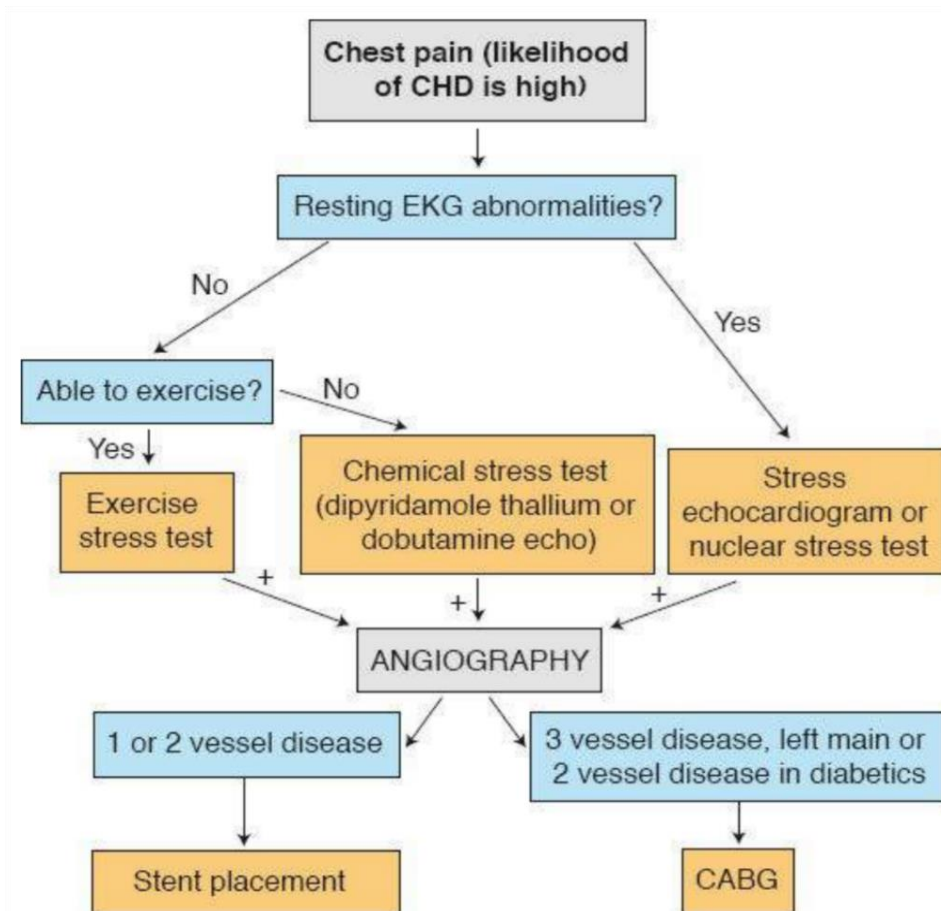 Chest pain (likelihood
of CHD is high)
Resting EKG abnormalities?
No
Yes
Able to exercise?
No
Yes
Exercise
stress test
Chemical stress test
(dipyridamole thallium or
dobutamine echo)
Stress
echocardiogram or
nuclear stress test
+
+
+
ANGIOGRAPHY
1 or 2 vessel disease
3 vessel disease, left main or
2 vessel disease in diabetics
Stent placement
CABG